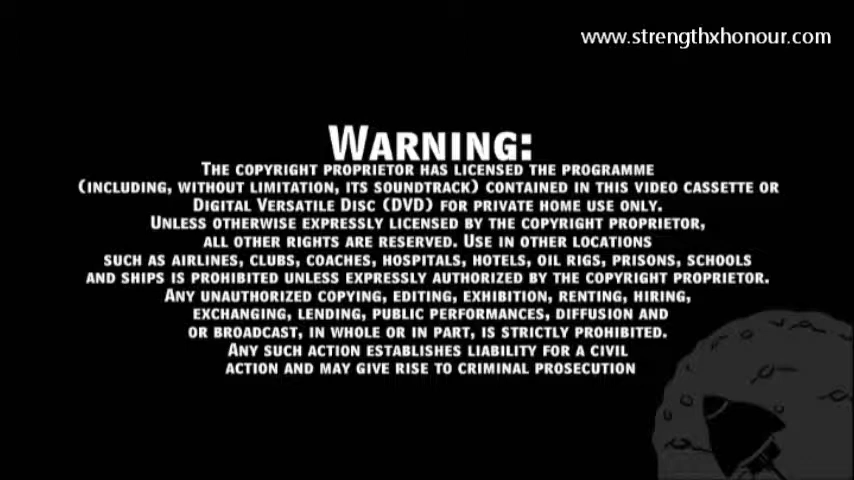 www.strengthxhonour.com
WARNING:
THE COPYRIGHT PROPRIETOR HAS LICENSED THE PROGRAMME
(INCLUDING, WITHOUT LIMITATION, ITS SOUNDTRACK) CONTAINED IN THIS VIDEO CASSETTE OR
DIGITAL VERSATILE DISC (DVD) FOR PRIVATE HOME USE ONLY.
UNLESS OTHERWISE EXPRESSLY LICENSED BY THE COPYRIGHT PROPRIETOR,
ALL OTHER RIGHTS ARE RESERVED. USE IN OTHER LOCATIONS
SUCH AS AIRLINES, CLUBS, COACHES, HOSPITALS, HOTELS, OIL RIGS, PRISONS, SCHOOLS
AND SHIPS IS PROHIBITED UNLESS EXPRESSLY AUTHORIZED BY THE COPYRIGHT PROPRIETOR.
ANY UNAUTHORIZED COPYING, EDITING, EXHIBITION, RENTING, HIRING,
EXCHANGING, LENDING, PUBLIC PERFORMANCES, DIFFUSION AND
OR BROADCAST, IN WHOLE OR IN PART, IS STRICTLY PROHIBITED.
ANY SUCH ACTION ESTABLISHES LIABILITY FOR A CIVIL
ACTION AND MAY GIVE RISE TO CRIMINAL PROSECUTION